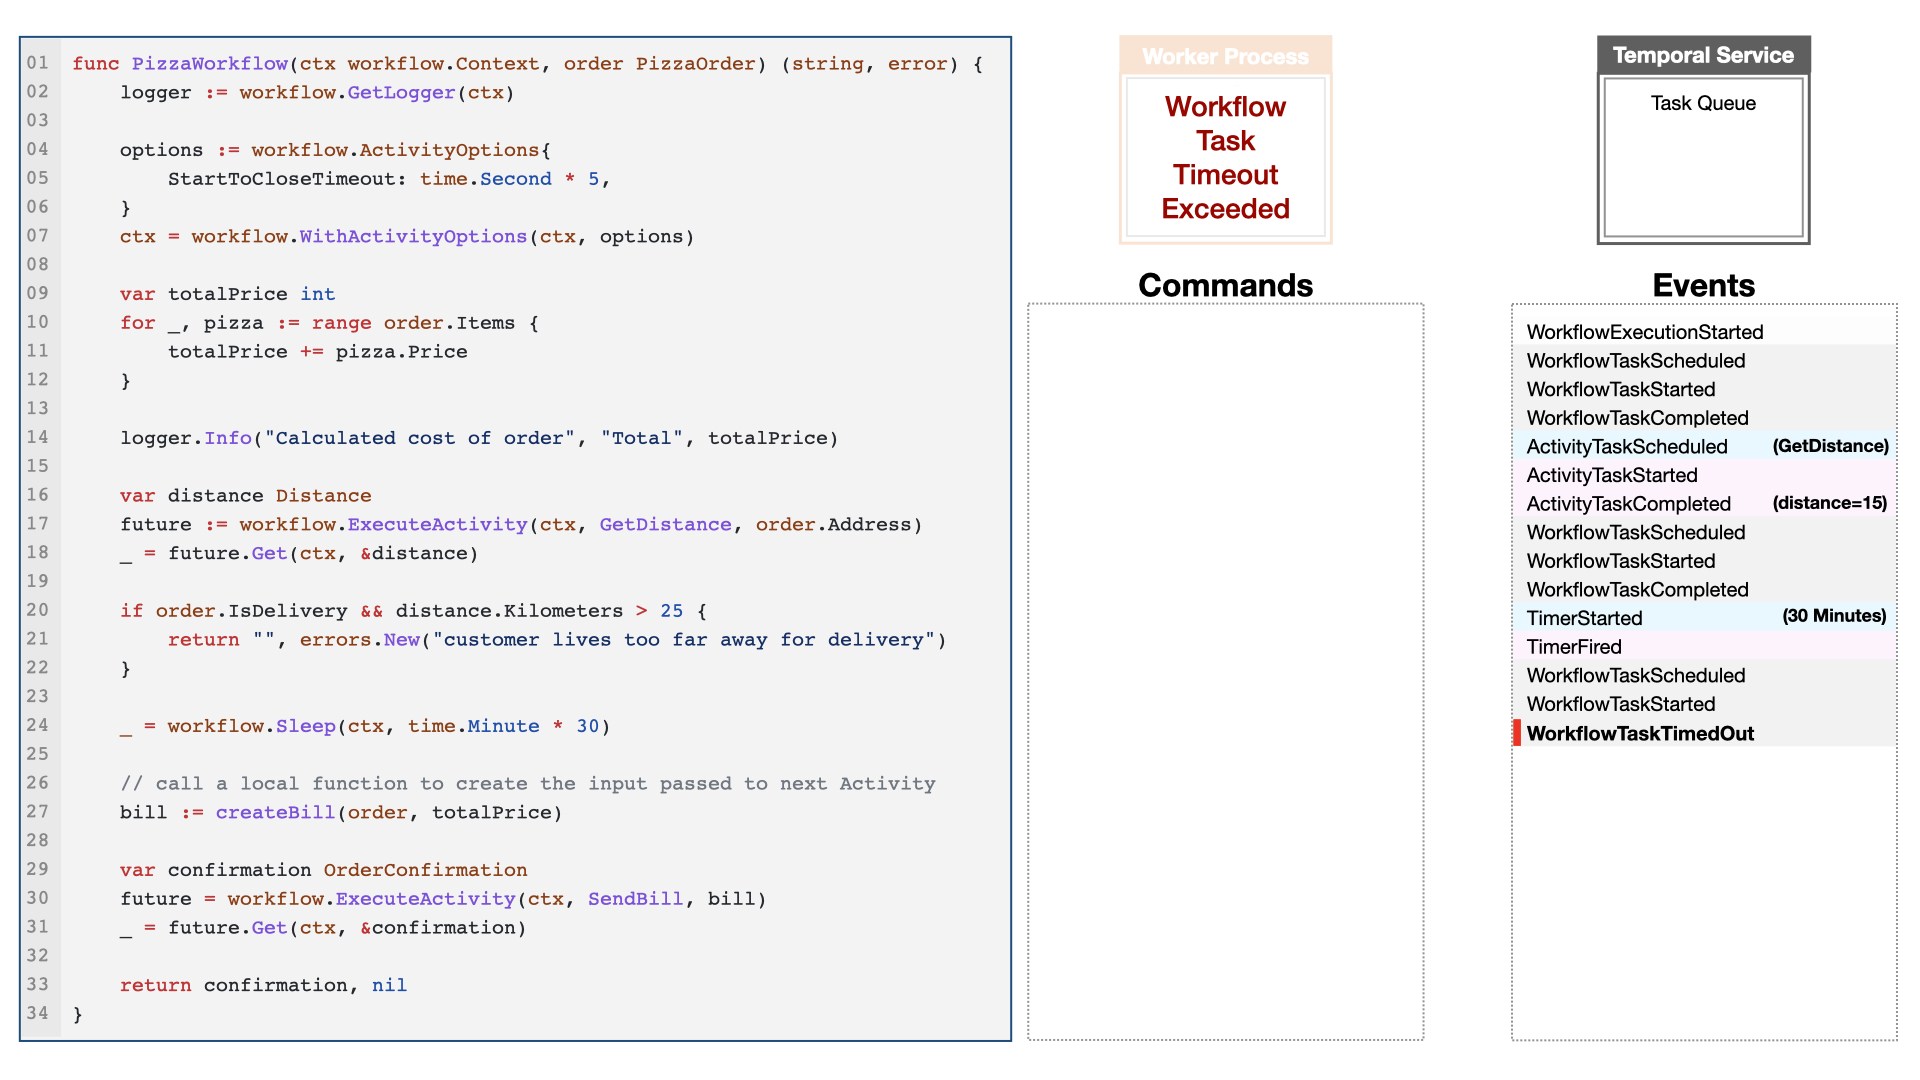 01 func PizzaWorkflow(ctx workflow.Context, order PizzaOrder) (string, error) {
02     logger := workflow.GetLogger(ctx)
03
04     options := workflow.ActivityOptions{
05         StartToCloseTimeout: time.Second * 5,
06     }
07     ctx = workflow.WithActivityOptions(ctx, options)
08
09     var totalPrice int
10     for _, pizza := range order.Items {
11         totalPrice += pizza.Price
12     }
13
14     logger.Info("Calculated cost of order", "Total", totalPrice)
15
16     var distance Distance
17     future := workflow.ExecuteActivity(ctx, GetDistance, order.Address)
18     _ = future.Get(ctx, &distance)
19
20     if order.IsDelivery && distance.Kilometers > 25 {
21         return "", errors.New("customer lives too far away for delivery")
22     }
23
24     _ = workflow.Sleep(ctx, time.Minute * 30)
25
26     // call a local function to create the input passed to next Activity
27     bill := createBill(order, totalPrice)
28
29     var confirmation OrderConfirmation
30     future = workflow.ExecuteActivity(ctx, SendBill, bill)
31     _ = future.Get(ctx, &confirmation)
32
33     return confirmation, nil
34 }
Worker Process
Workflow
Task
Timeout
Exceeded
Commands
Temporal Service
Task Queue
Events
WorkflowExecutionStarted
WorkflowTaskScheduled
WorkflowTaskStarted
WorkflowTaskCompleted
ActivityTaskScheduled (GetDistance)
ActivityTaskStarted
ActivityTaskCompleted (distance=15)
WorkflowTaskScheduled
WorkflowTaskStarted
WorkflowTaskCompleted
TimerStarted (30 Minutes)
TimerFired
WorkflowTaskScheduled
WorkflowTaskStarted
WorkflowTaskTimedOut